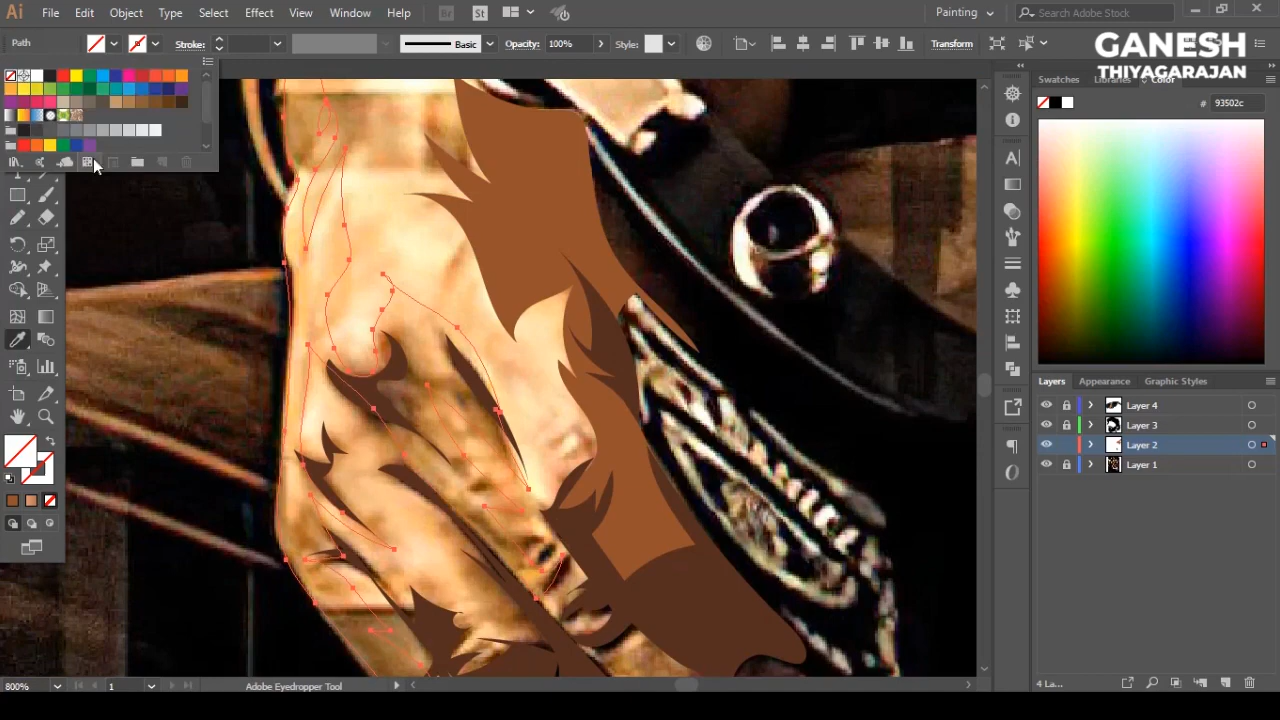 Ai File Edit Object Type Select Effect View Window Help Br St Painting Search Adobe Stock
Path Stroke: Basic Opacity: 100% Style: Transform
GANESH
THIYAGARAJAN
Swatches Libraries Color
# 93502c
Layers Appearance Graphic Styles
Layer 4
Layer 3
Layer 2
Layer 1
800% 1 Adobe Eyedropper Tool 4 La...